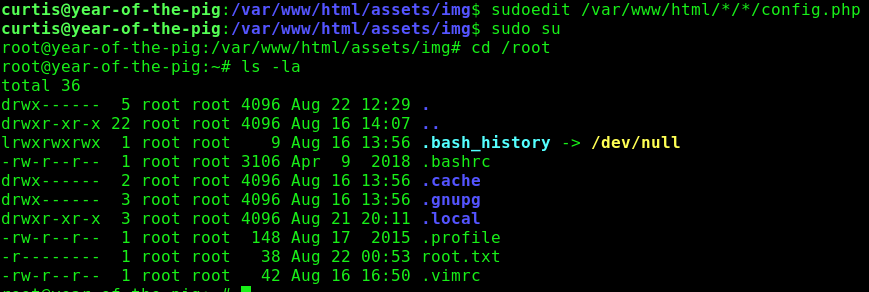 curtis@year-of-the-pig:/var/www/html/assets/img$ sudoedit /var/www/html/*/*/config.php
curtis@year-of-the-pig:/var/www/html/assets/img$ sudo su
root@year-of-the-pig:/var/www/html/assets/img# cd /root
root@year-of-the-pig:~# ls -la
total 36
drwx------  5 root root 4096 Aug 22 12:29 .
drwxr-xr-x 22 root root 4096 Aug 16 14:07 ..
lrwxrwxrwx  1 root root    9 Aug 16 13:56 .bash_history -> /dev/null
-rw-r--r--  1 root root 3106 Apr  9  2018 .bashrc
drwx------  2 root root 4096 Aug 16 13:56 .cache
drwx------  3 root root 4096 Aug 16 13:56 .gnupg
drwxr-xr-x  3 root root 4096 Aug 21 20:11 .local
-rw-r--r--  1 root root  148 Aug 17  2015 .profile
-r--------  1 root root   38 Aug 22 00:53 root.txt
-rw-r--r--  1 root root   42 Aug 16 16:50 .vimrc
root@year-of-the-pig:~#